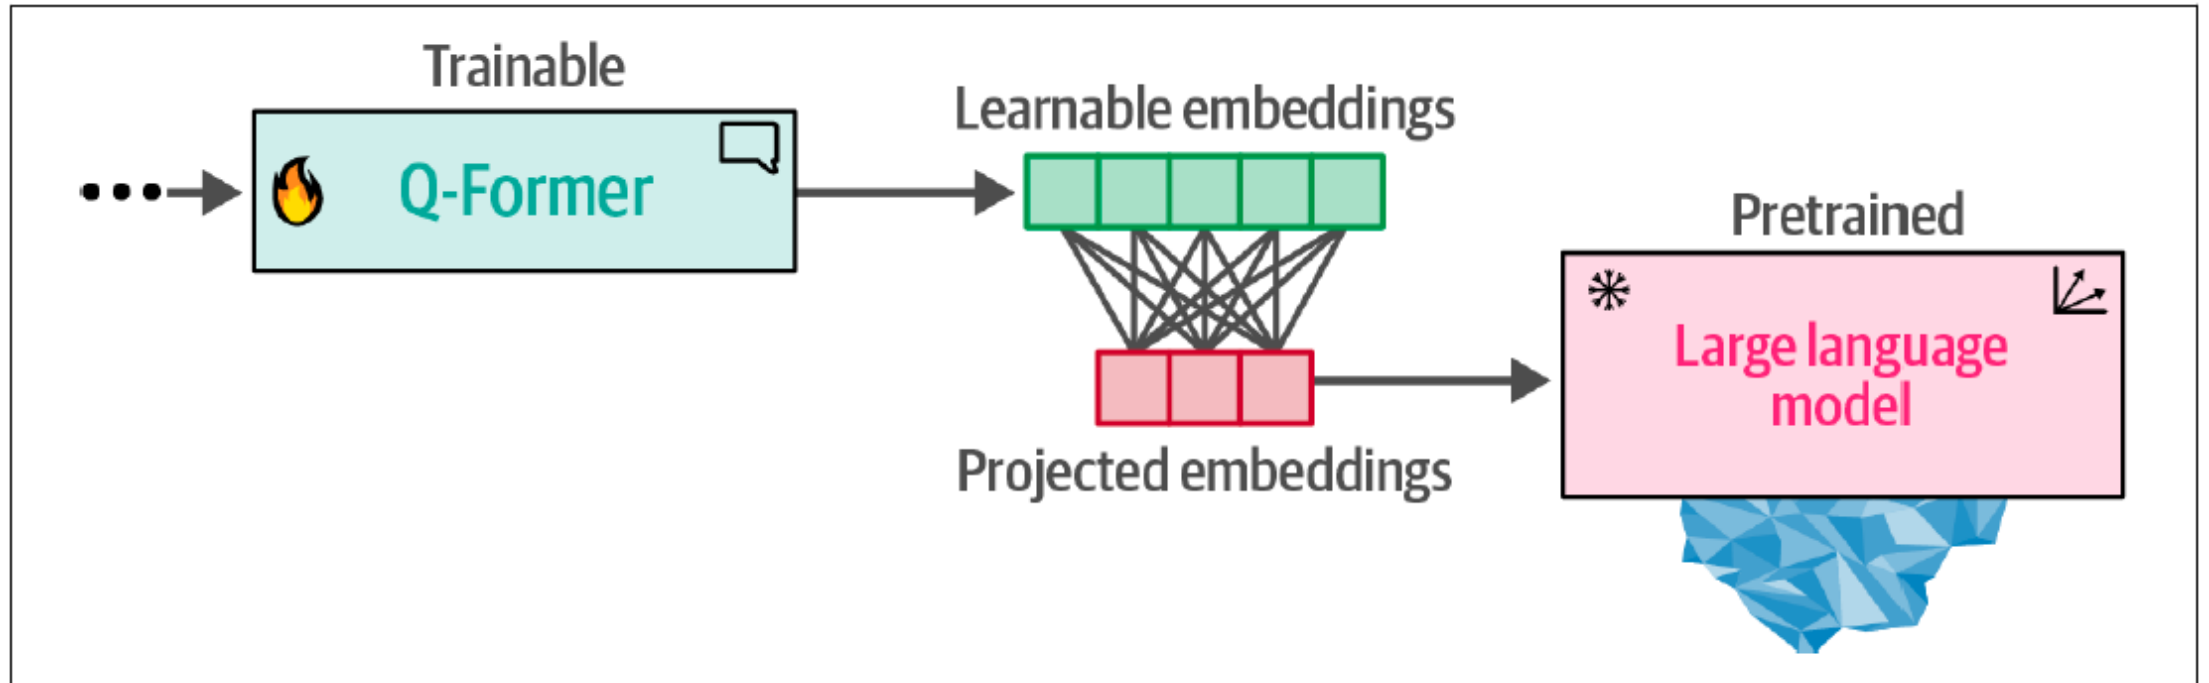 Trainable
Q-Former
Learnable embeddings
Projected embeddings
Pretrained
Large language
model